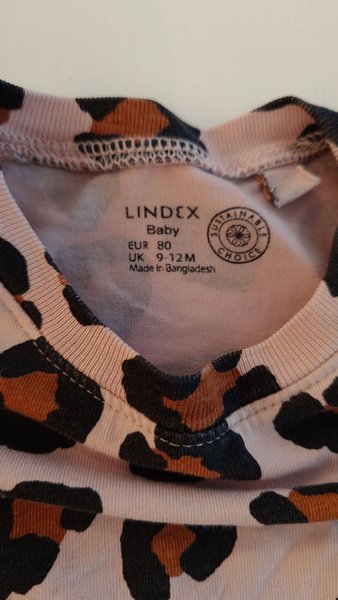 LINDEX
Baby
EUR 80
UK 9-12M
Made in Bangladesh
SUSTAINABLE
CHOICE